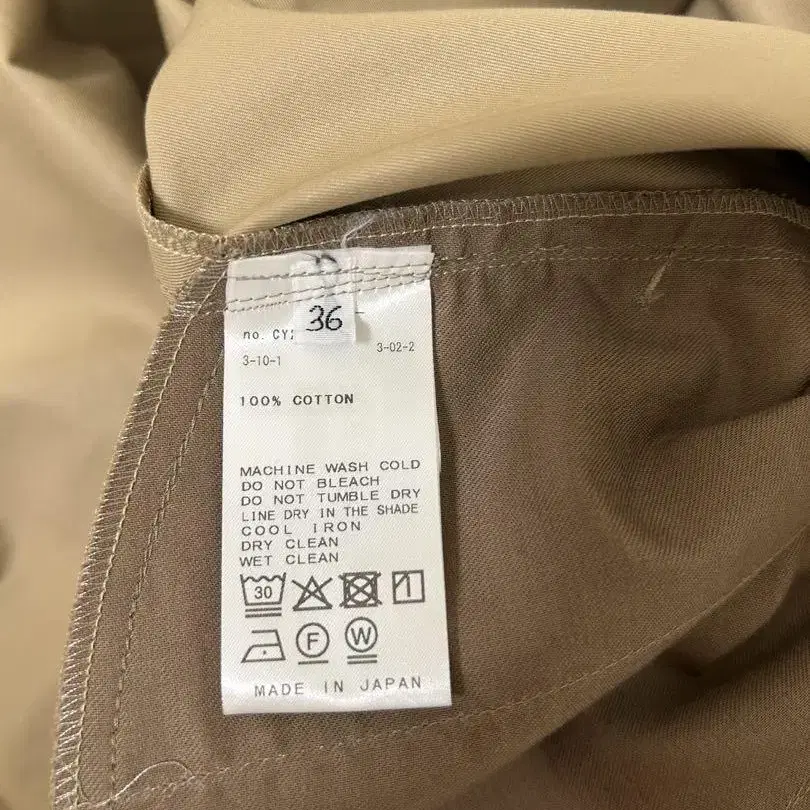 36
no. CY
3-10-1 3-02-2
100% COTTON
MACHINE WASH COLD
DO NOT BLEACH
DO NOT TUMBLE DRY
LINE DRY IN THE SHADE
COOL IRON
DRY CLEAN
WET CLEAN
30
F W
MADE IN JAPAN